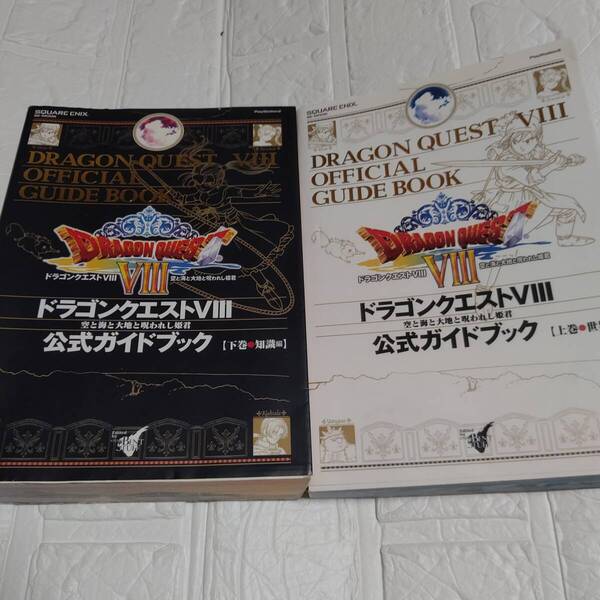 SQUARE ENIX
PlayStation2
DRAGON QUEST VIII
OFFICIAL
GUIDE BOOK
DRAGON QUEST
VIII
ドラゴンクエストVIII
空と海と大地と呪われし姫君
ドラゴンクエストVIII
空と海と大地と呪われし姫君
公式ガイドブック
【下巻●知識編】
Edited by
SQUARE ENIX
PlayStation2
DRAGON QUEST VIII
OFFICIAL
GUIDE BOOK
DRAGON QUEST
VIII
ドラゴンクエストVIII
空と海と大地と呪われし姫君
ドラゴンクエストVIII
空と海と大地と呪われし姫君
公式ガイドブック
【上巻●世
Yangus
Edited by